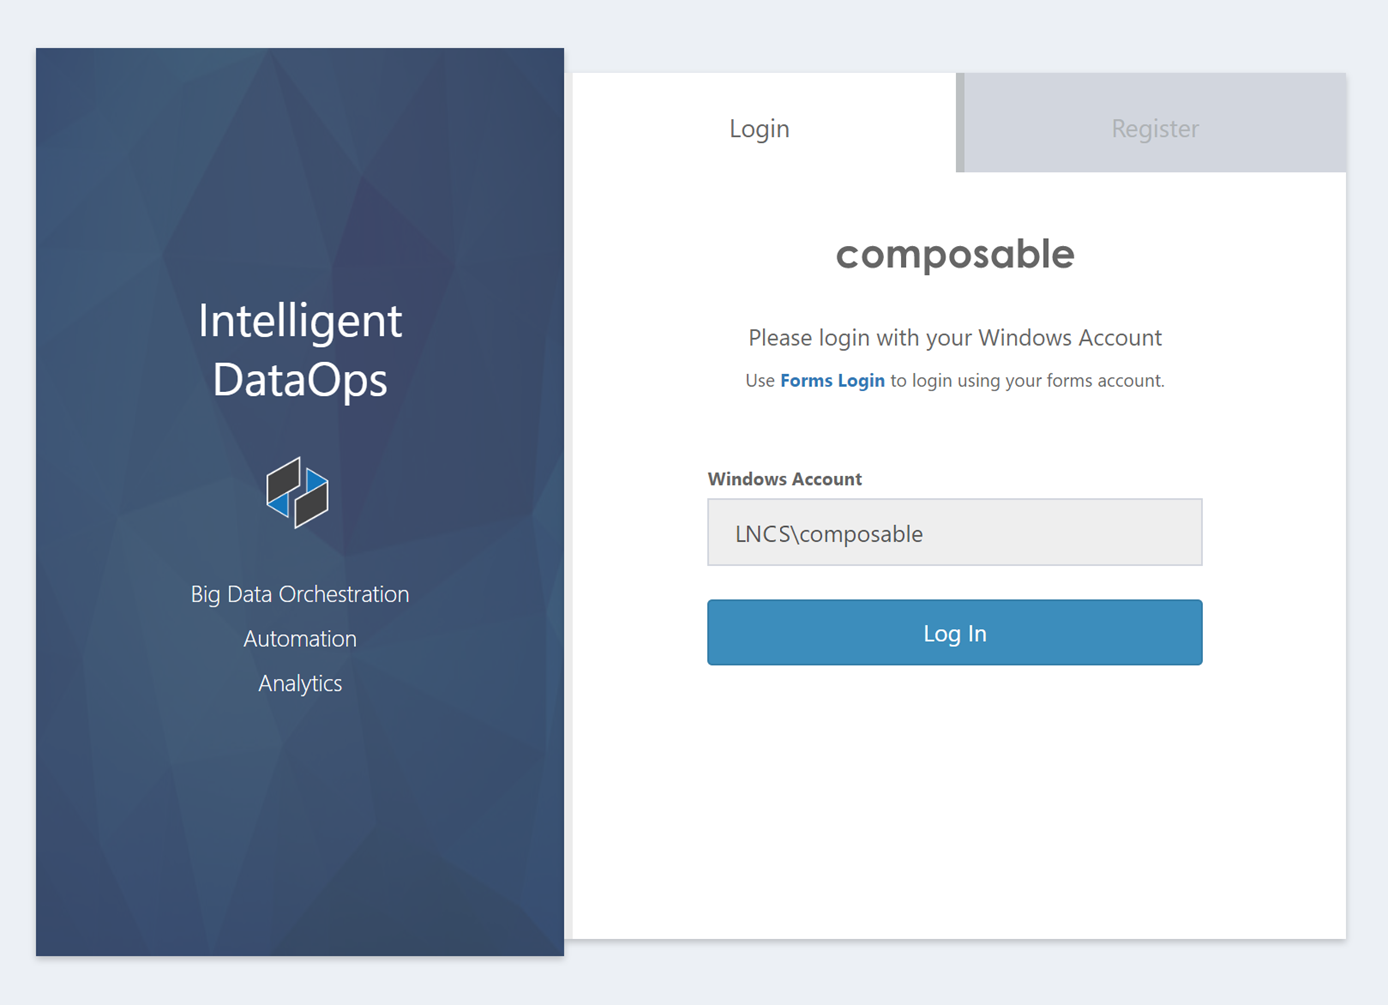 Intelligent
DataOps
Big Data Orchestration
Automation
Analytics
Login
Register
composable
Please login with your Windows Account
Use Forms Login to login using your forms account.
Windows Account
LNCS\composable
Log In